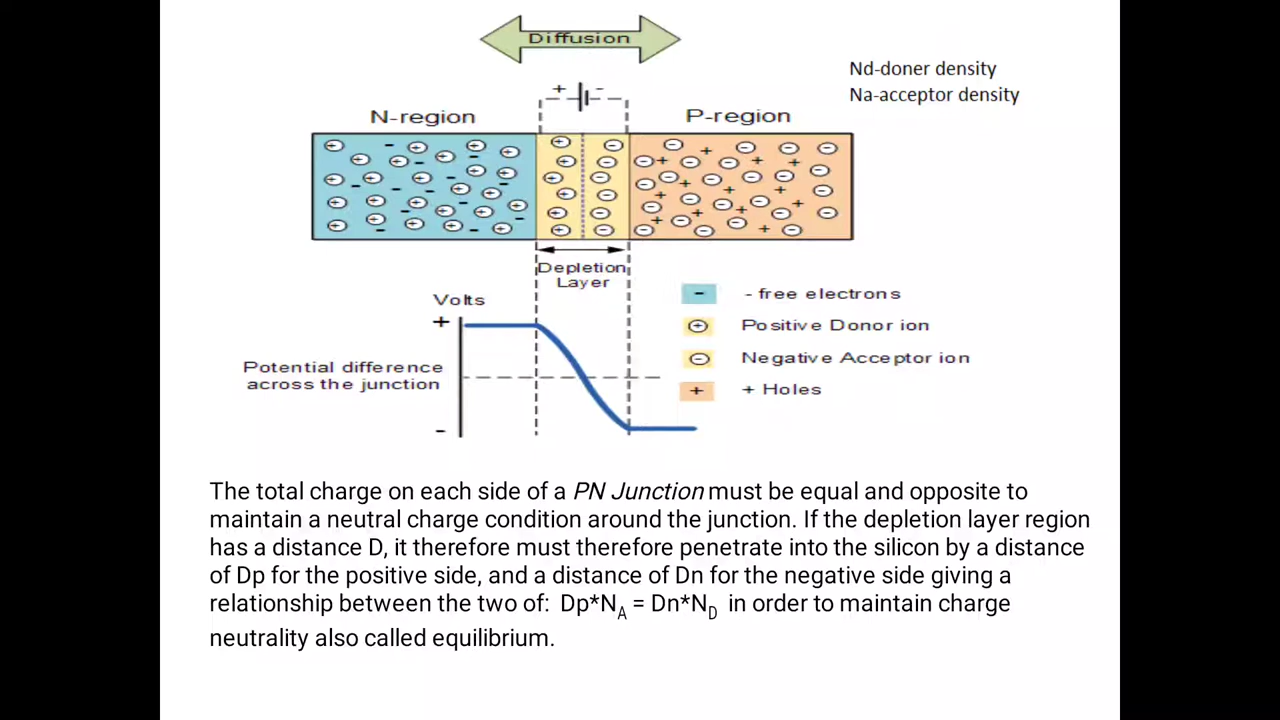 Diffusion
Nd-doner density
Na-acceptor density
+ -
N-region
P-region
Depletion
Layer
Volts
+
-
Potential difference
across the junction
- - free electrons
+ Positive Donor ion
- Negative Acceptor ion
+ + Holes
The total charge on each side of a PN Junction must be equal and opposite to
maintain a neutral charge condition around the junction. If the depletion layer region
has a distance D, it therefore must therefore penetrate into the silicon by a distance
of Dp for the positive side, and a distance of Dn for the negative side giving a
relationship between the two of: Dp*NA = Dn*ND in order to maintain charge
neutrality also called equilibrium.